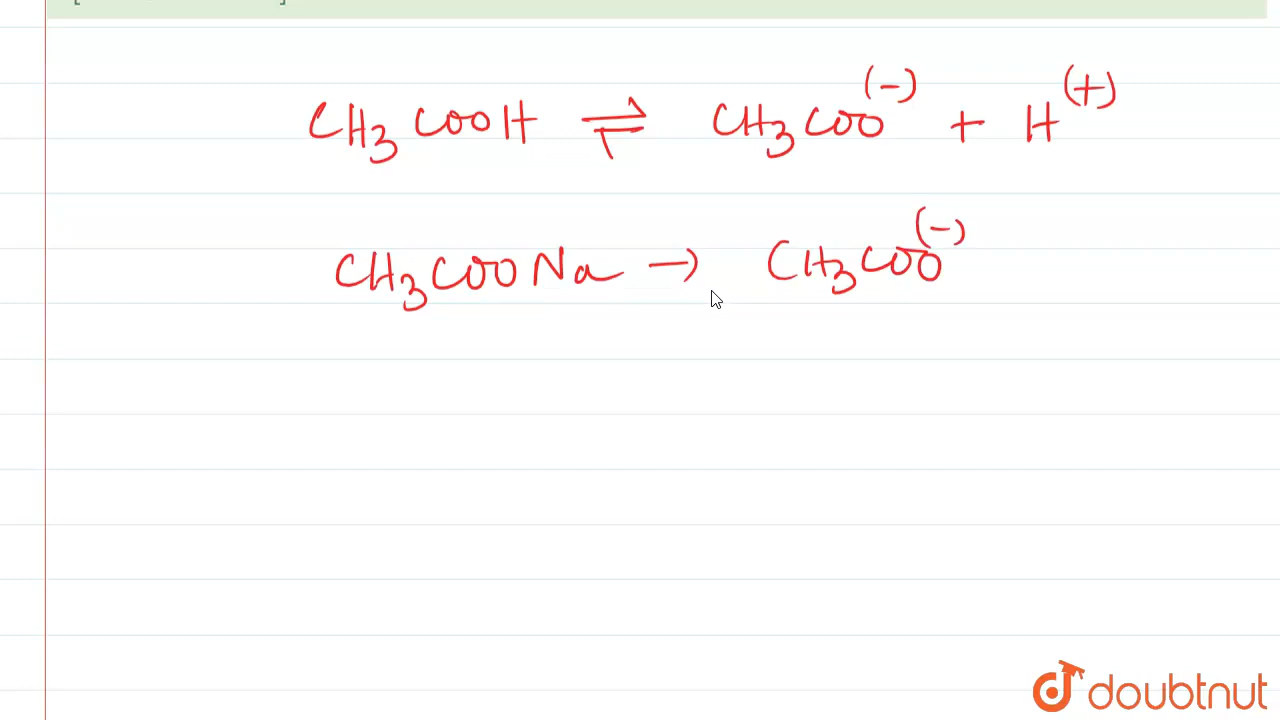 CH3COOH ⇌ CH3COO(-) + H(+)
CH3COONa → CH3COO(-)
doubtnut